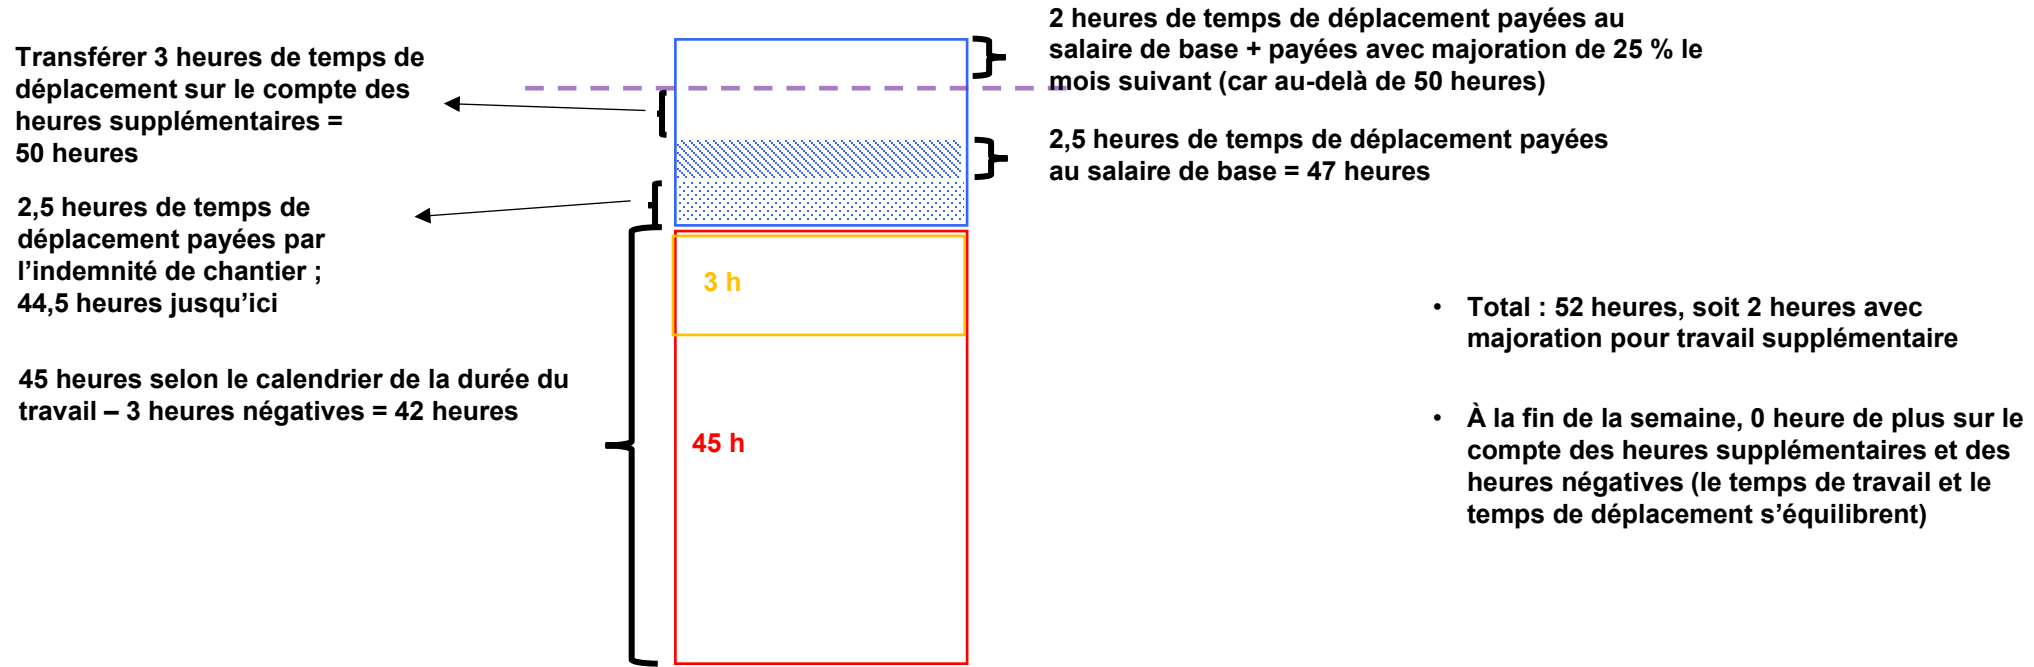 Transférer 3 heures de temps de
déplacement sur le compte des
heures supplémentaires =
50 heures
2,5 heures de temps de
déplacement payées par
l’indemnité de chantier ;
44,5 heures jusqu’ici
45 heures selon le calendrier de la durée du
travail – 3 heures négatives = 42 heures
3 h
45 h
2 heures de temps de déplacement payées au
salaire de base + payées avec majoration de 25 % le
mois suivant (car au-delà de 50 heures)
2,5 heures de temps de déplacement payées
au salaire de base = 47 heures
• Total : 52 heures, soit 2 heures avec
majoration pour travail supplémentaire
• À la fin de la semaine, 0 heure de plus sur le
compte des heures supplémentaires et des
heures négatives (le temps de travail et le
temps de déplacement s’équilibrent)